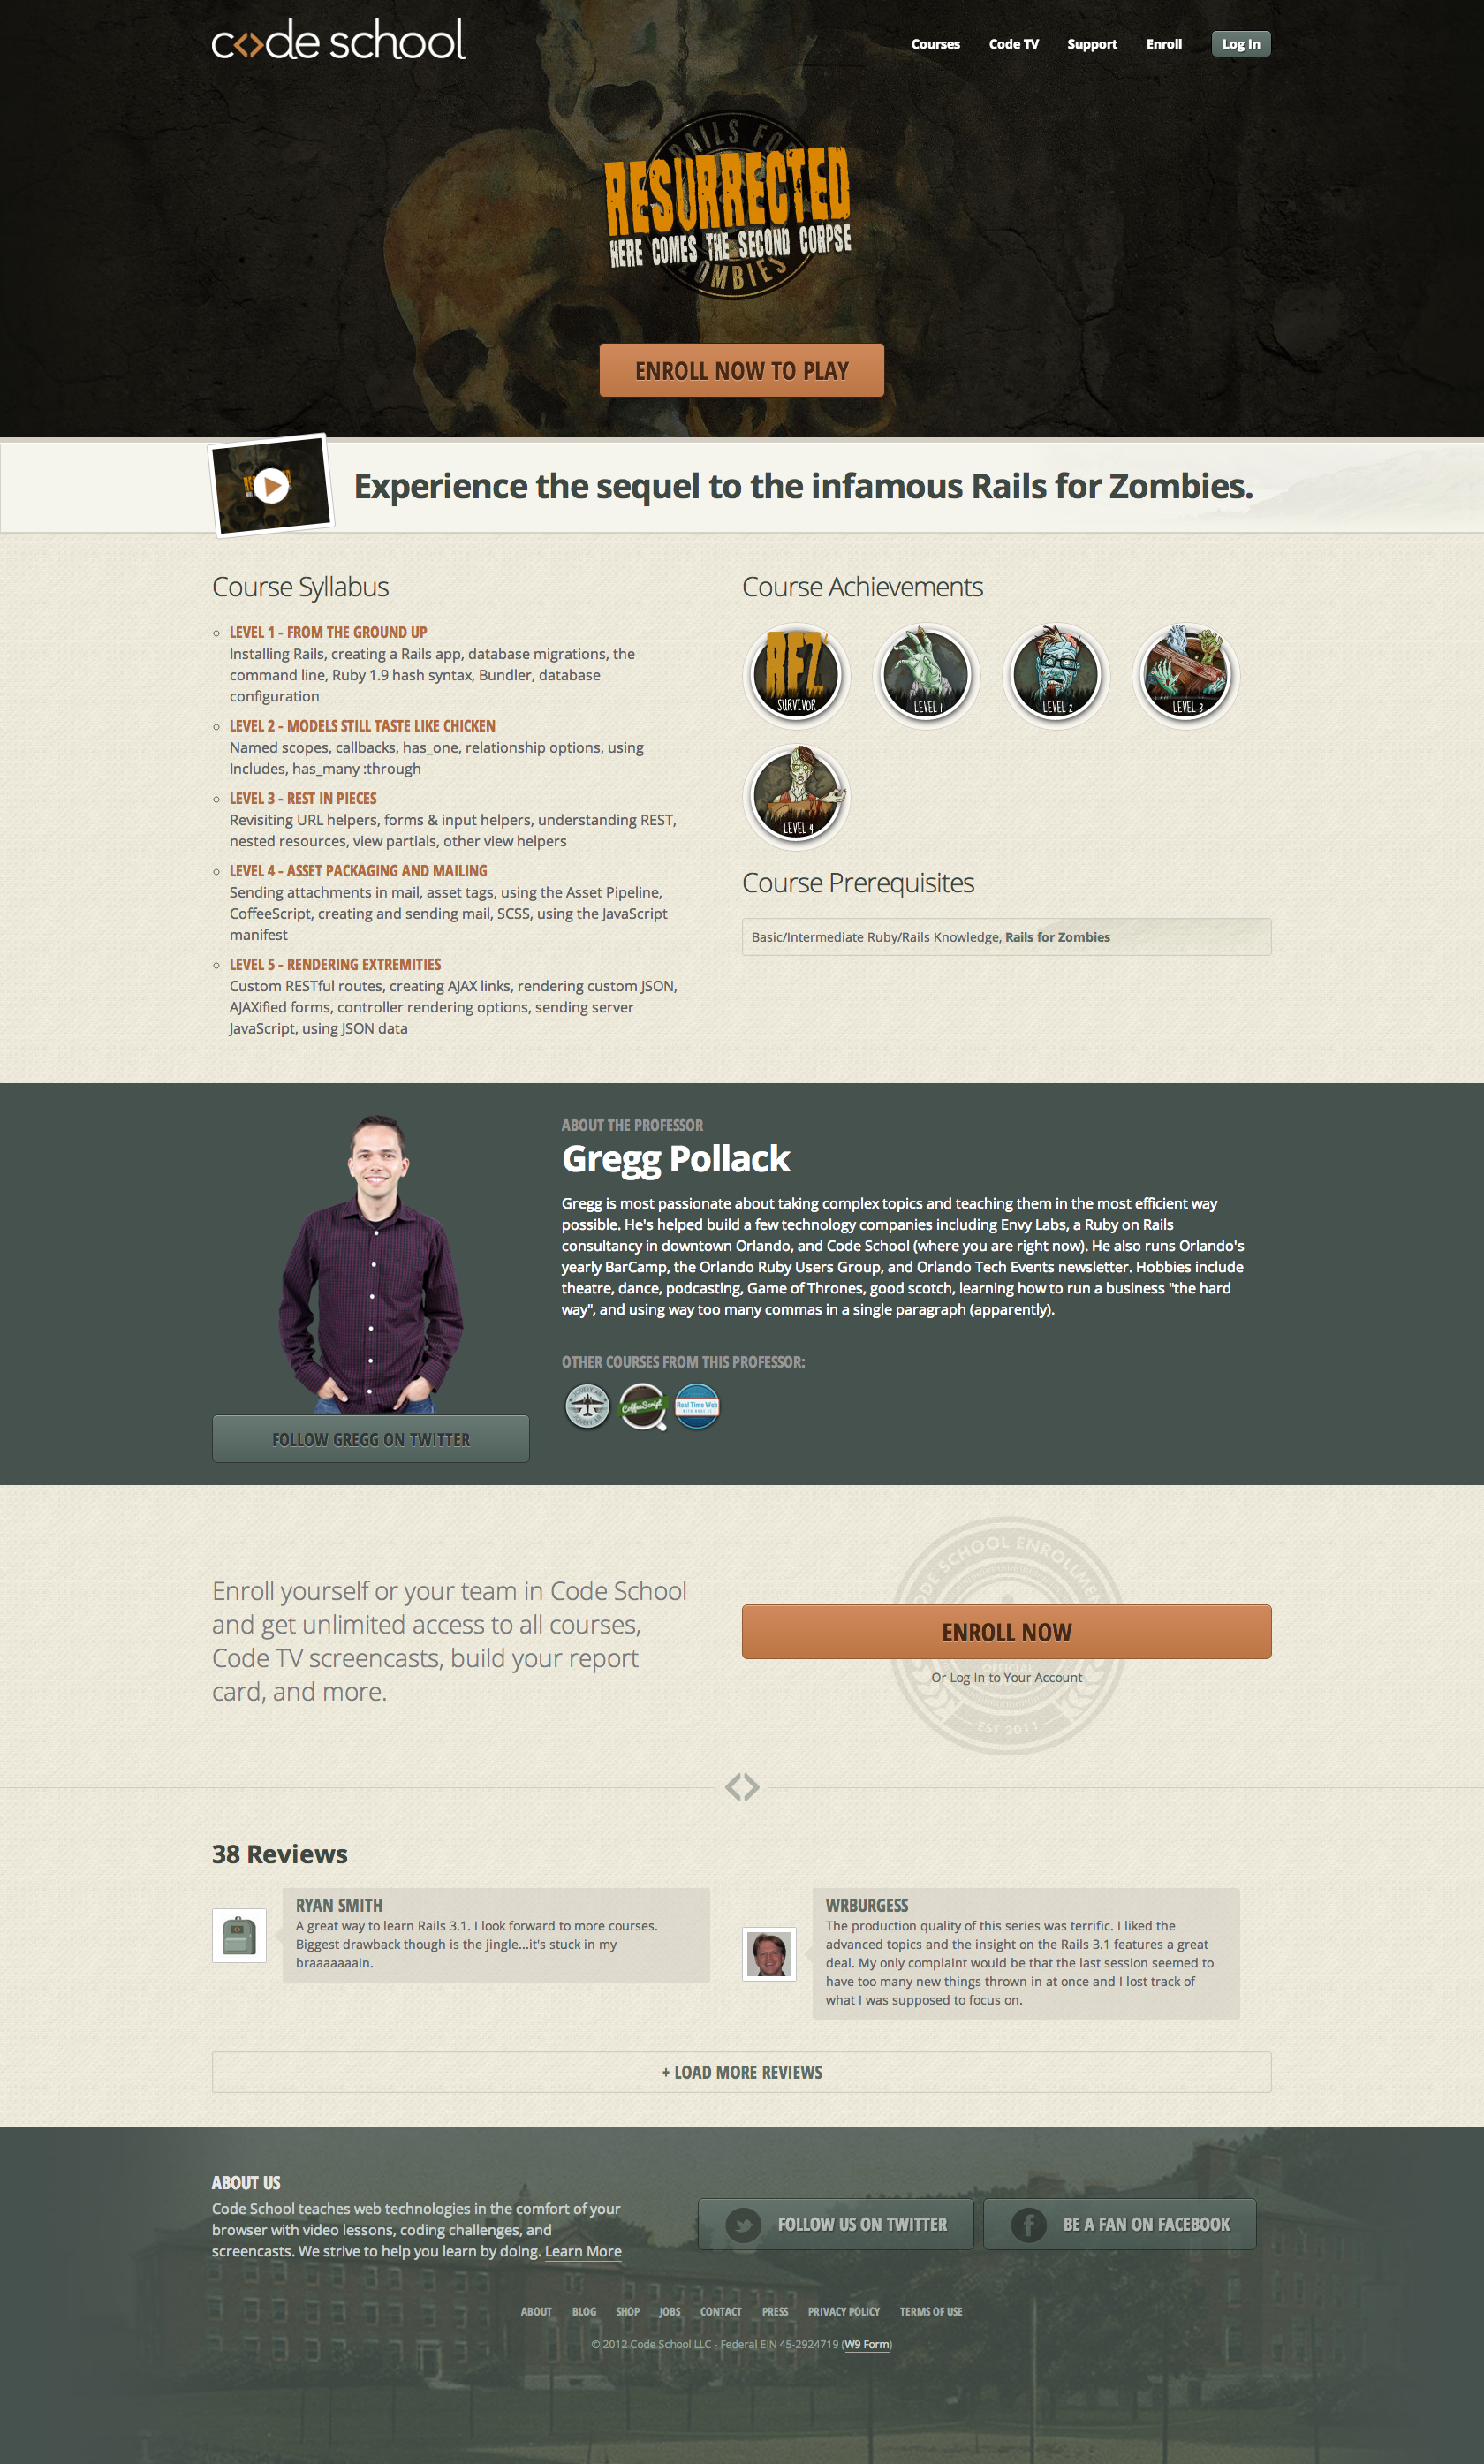 code school
Courses
Code TV
Support
Enroll
Log In
RAILS FOR
RESURRECTED
HERE COMES THE SECOND CORPSE
ZOMBIES
ENROLL NOW TO PLAY
Experience the sequel to the infamous Rails for Zombies.
Course Syllabus
LEVEL 1 - FROM THE GROUND UP
Installing Rails, creating a Rails app, database migrations, the
command line, Ruby 1.9 hash syntax, Bundler, database
configuration
LEVEL 2 - MODELS STILL TASTE LIKE CHICKEN
Named scopes, callbacks, has_one, relationship options, using
Includes, has_many :through
LEVEL 3 - REST IN PIECES
Revisiting URL helpers, forms & input helpers, understanding REST,
nested resources, view partials, other view helpers
LEVEL 4 - ASSET PACKAGING AND MAILING
Sending attachments in mail, asset tags, using the Asset Pipeline,
CoffeeScript, creating and sending mail, SCSS, using the JavaScript
manifest
LEVEL 5 - RENDERING EXTREMITIES
Custom RESTful routes, creating AJAX links, rendering custom JSON,
AJAXified forms, controller rendering options, sending server
JavaScript, using JSON data
Course Achievements
RFZ
SURVIVOR
LEVEL 1
LEVEL 2
LEVEL 3
LEVEL 4
Course Prerequisites
Basic/Intermediate Ruby/Rails Knowledge, Rails for Zombies
FOLLOW GREGG ON TWITTER
ABOUT THE PROFESSOR
Gregg Pollack
Gregg is most passionate about taking complex topics and teaching them in the most efficient way
possible. He's helped build a few technology companies including Envy Labs, a Ruby on Rails
consultancy in downtown Orlando, and Code School (where you are right now). He also runs Orlando's
yearly BarCamp, the Orlando Ruby Users Group, and Orlando Tech Events newsletter. Hobbies include
theatre, dance, podcasting, Game of Thrones, good scotch, learning how to run a business "the hard
way", and using way too many commas in a single paragraph (apparently).
OTHER COURSES FROM THIS PROFESSOR:
CoffeeScript
Real Time Web
Enroll yourself or your team in Code School
and get unlimited access to all courses,
Code TV screencasts, build your report
card, and more.
CODE SCHOOL ENROLLMENT
ENROLL NOW
OFFICIAL
Or Log In to Your Account
EST 2011
38 Reviews
RYAN SMITH
A great way to learn Rails 3.1. I look forward to more courses.
Biggest drawback though is the jingle...it's stuck in my
braaaaaaain.
WRBURGESS
The production quality of this series was terrific. I liked the
advanced topics and the insight on the Rails 3.1 features a great
deal. My only complaint would be that the last session seemed to
have too many new things thrown in at once and I lost track of
what I was supposed to focus on.
+ LOAD MORE REVIEWS
ABOUT US
Code School teaches web technologies in the comfort of your
browser with video lessons, coding challenges, and
screencasts. We strive to help you learn by doing. Learn More
FOLLOW US ON TWITTER
BE A FAN ON FACEBOOK
ABOUT
BLOG
SHOP
JOBS
CONTACT
PRESS
PRIVACY POLICY
TERMS OF USE
© 2012 Code School LLC - Federal EIN 45-2924719 (W9 Form)